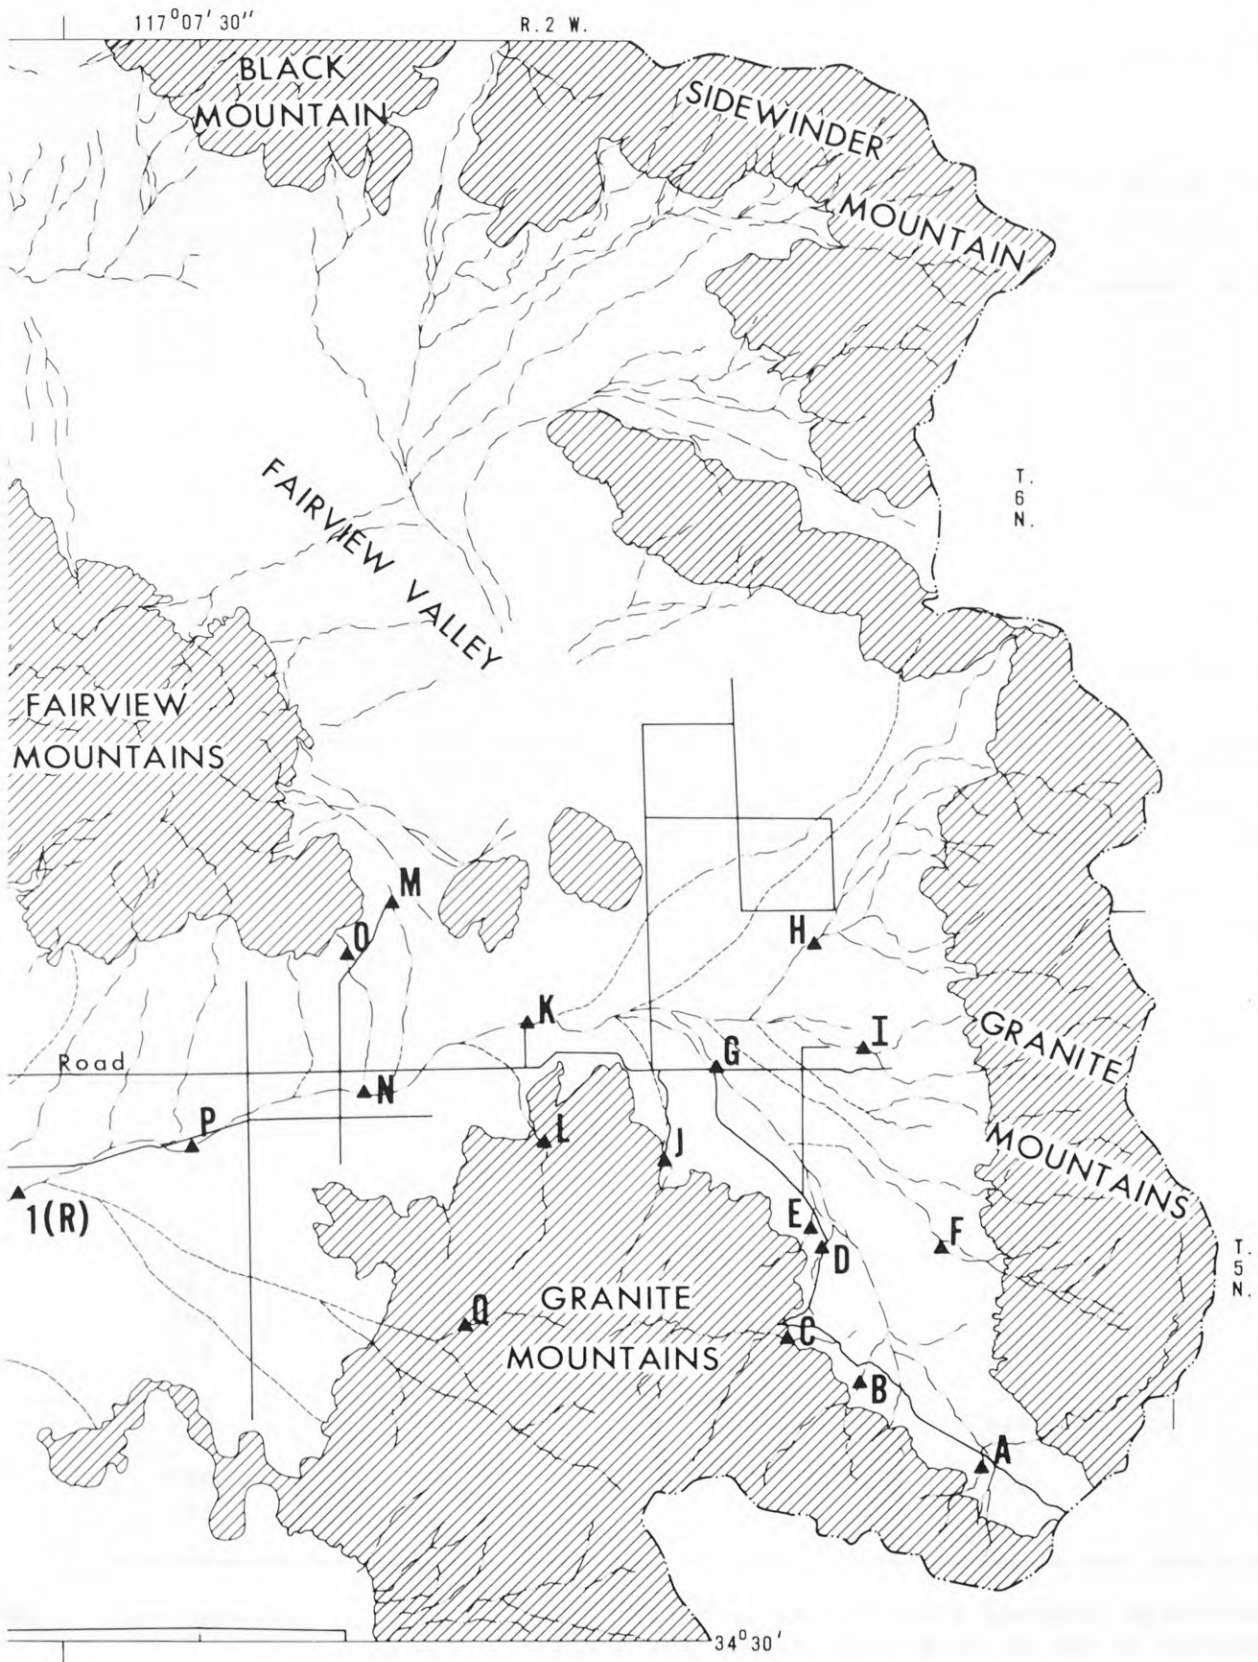 117°07'30"
R. 2 W.
BLACK
MOUNTAIN
SIDEWINDER
MOUNTAIN
T.
6
N.
FAIRVIEW VALLEY
FAIRVIEW
MOUNTAINS
M
O
H
K
I
GRANITE
Road
G
N
P
L
J
MOUNTAINS
1(R)
E
D
F
T.
5
N.
Q
GRANITE
C
MOUNTAINS
B
A
34°30'